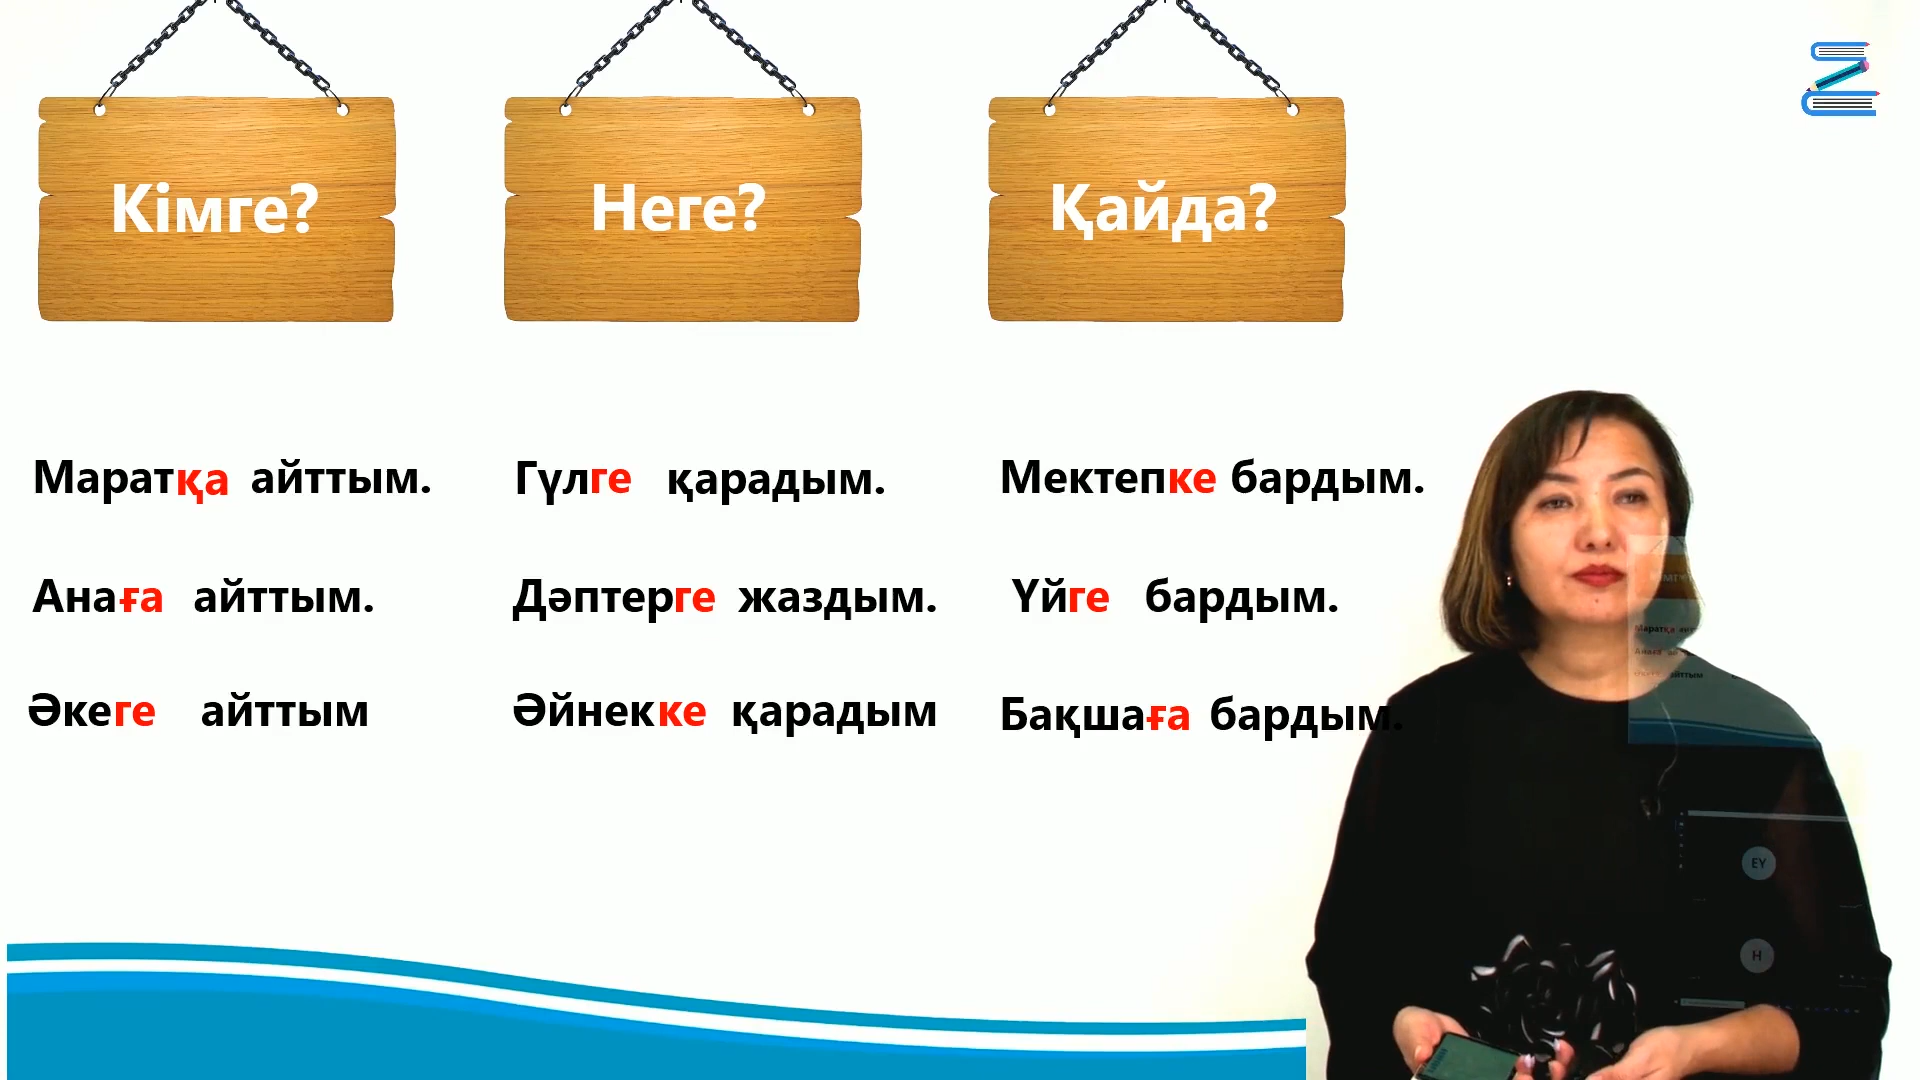 Кімге?
Неге?
Қайда?
Маратқа айттым.
Гүлге қарадым.
Мектепке бардым.
Анаға айттым.
Дәптерге жаздым.
Үйге бардым.
Әкеге айттым
Әйнекке қарадым
Бақшаға бардым.
EY
H